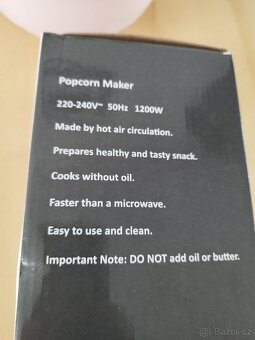 Popcorn Maker
220-240V~ 50Hz 1200W
Made by hot air circulation.
Prepares healthy and tasty snack.
Cooks without oil.
Faster than a microwave.
Easy to use and clean.
Important Note: DO NOT add oil or butter.
Bazos.cz